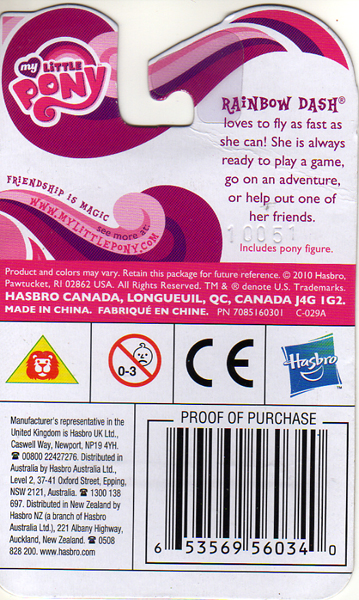 my LITTLE
PONY
RAINBOW DASH®
loves to fly as fast as
she can! She is always
ready to play a game,
go on an adventure,
or help out one of
her friends.
10051
Includes pony figure.
FRIENDSHIP IS MAGIC
see more at:
WWW.MYLITTLEPONY.COM
Product and colors may vary. Retain this package for future reference. © 2010 Hasbro,
Pawtucket, RI 02862 USA. All Rights Reserved. TM & ® denote U.S. Trademarks.
HASBRO CANADA, LONGUEUIL, QC, CANADA J4G 1G2.
MADE IN CHINA. FABRIQUÉ EN CHINE. PN 7085160301 C-029A
0-3
CE
Hasbro
TM
Manufacturer's representative in the
United Kingdom is Hasbro UK Ltd.,
Caswell Way, Newport, NP19 4YH.
☎ 00800 22427276. Distributed in
Australia by Hasbro Australia Ltd.,
Level 2, 37-41 Oxford Street, Epping,
NSW 2121, Australia. ☎ 1300 138
697. Distributed in New Zealand by
Hasbro NZ (a branch of Hasbro
Australia Ltd.), 221 Albany Highway,
Auckland, New Zealand. ☎ 0508
828 200. www.hasbro.com
PROOF OF PURCHASE
6 53569 56034 0